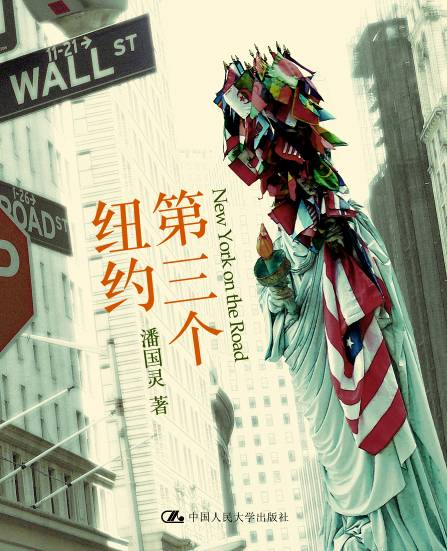 11-21
WALL ST
1-26
ROAD ST
第三个
纽约
New York on the Road
潘国灵 著
中国人民大学出版社